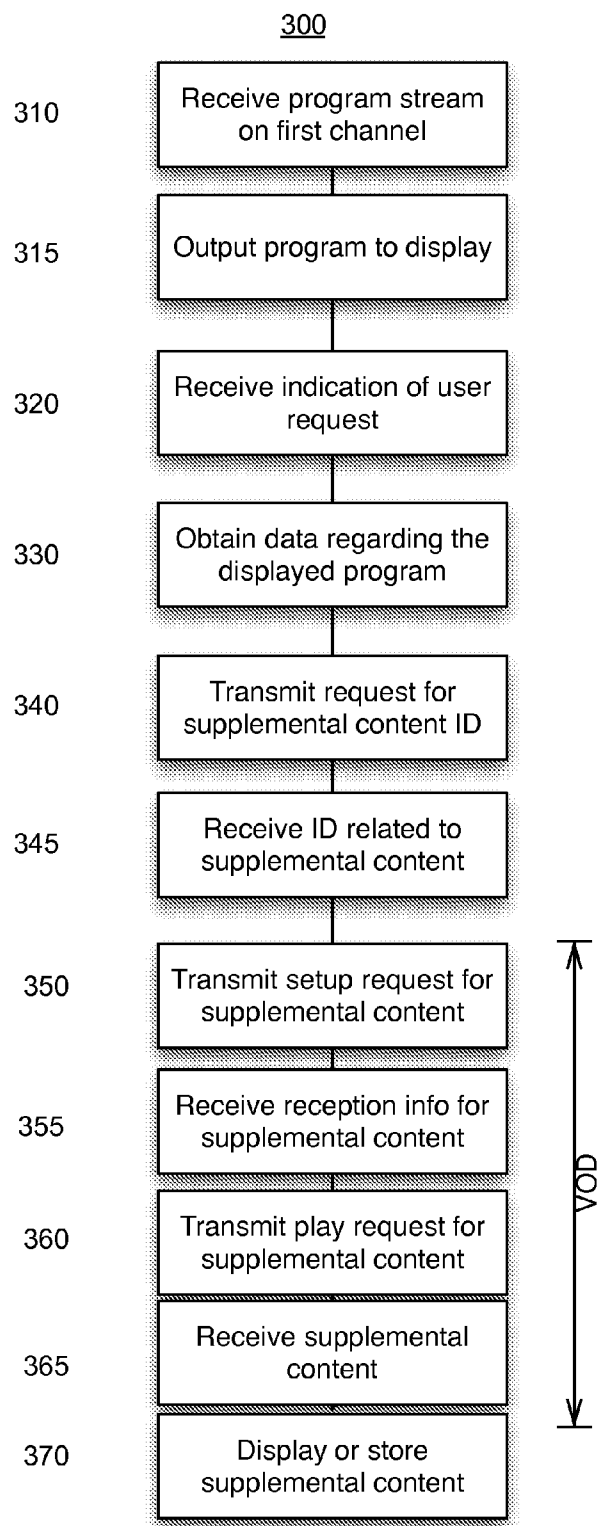 300
310
Receive program stream
on first channel
315
Output program to display
320
Receive indication of user
request
330
Obtain data regarding the
displayed program
340
Transmit request for
supplemental content ID
345
Receive ID related to
supplemental content
350
Transmit setup request for
supplemental content
355
Receive reception info for
supplemental content
VOD
360
Transmit play request for
supplemental content
365
Receive supplemental
content
370
Display or store
supplemental content